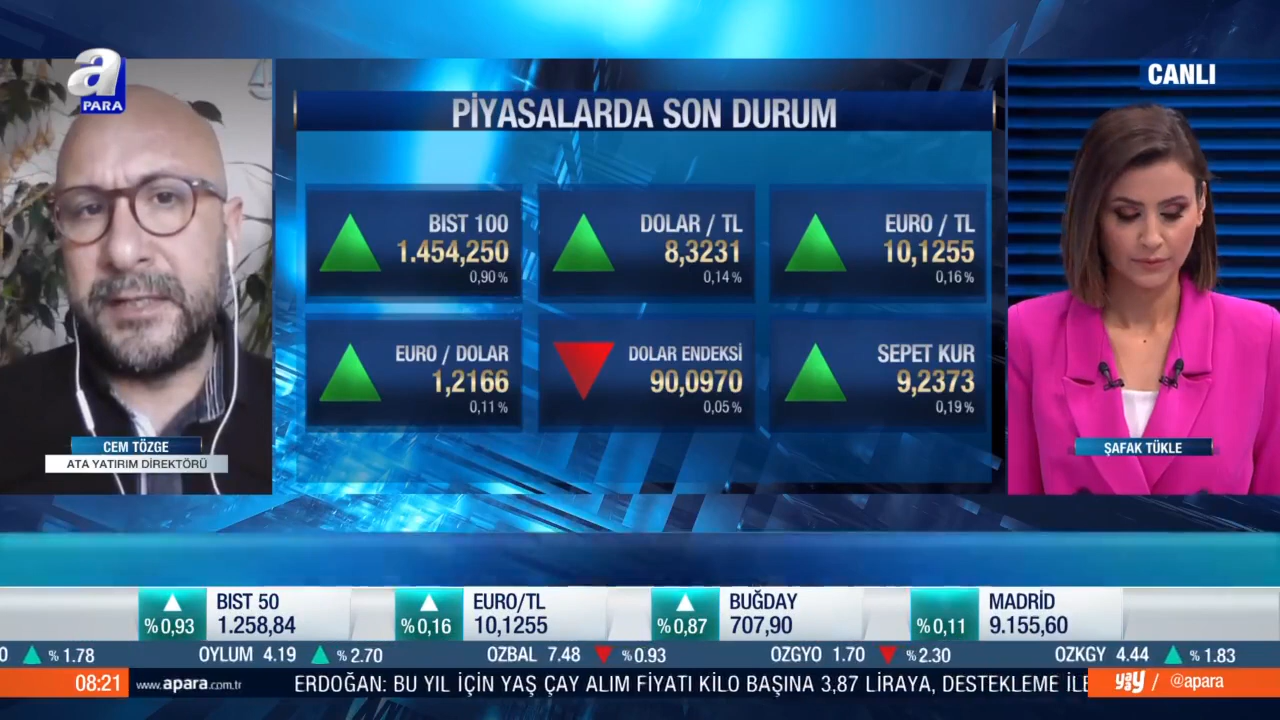 a
PARA
CANLI
PİYASALARDA SON DURUM
BIST 100
1.454,250
0,90 %
DOLAR / TL
8,3231
0,14 %
EURO / TL
10,1255
0,16 %
EURO / DOLAR
1,2166
0,11 %
DOLAR ENDEKSİ
90,0970
0,05 %
SEPET KUR
9,2373
0,19 %
CEM TÖZGE
ATA YATIRIM DİREKTÖRÜ
ŞAFAK TÜKLE
%0,93 BIST 50 1.258,84
%0,16 EURO/TL 10,1255
%0,87 BUĞDAY 707,90
%0,11 MADRİD 9.155,60
0 %1.78 OYLUM 4.19 %2.70 OZBAL 7.48 %0.93 OZGYO 1.70 %2.30 OZKGY 4.44 %1.83
08:21 www.apara.com.tr ERDOĞAN: BU YIL İÇİN YAŞ ÇAY ALIM FİYATI KİLO BAŞINA 3,87 LİRAYA, DESTEKLEME İLE / @apara